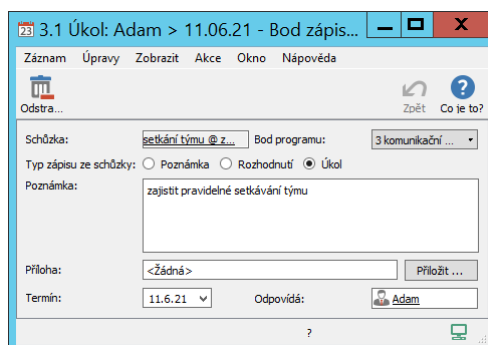 23 3.1 Úkol: Adam > 11.06.21 - Bod zápis...
Záznam Úpravy Zobrazit Akce Okno Nápověda
Odstra... Zpět Co je to?
Schůzka: setkání týmu @ z... Bod programu: 3 komunikační ...
Typ zápisu ze schůzky: Poznámka Rozhodnutí Úkol
Poznámka: zajistit pravidelné setkávání týmu
Příloha: <Žádná> Přiložit ...
Termín: 11.6.21 Odpovídá: Adam
?